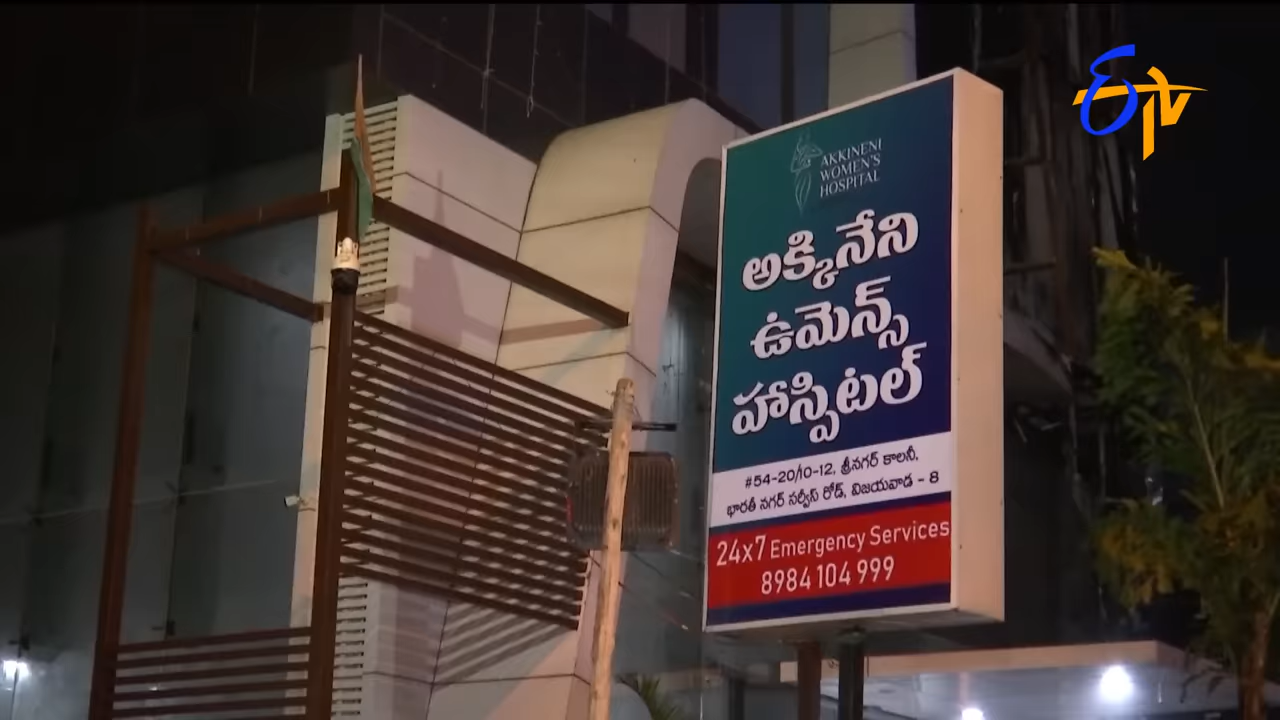 ETV
AKKINENI
WOMEN'S
HOSPITAL
అక్కినేని
ఉమెన్స్
హాస్పిటల్
#54-20/10-12, శ్రీనగర్ కాలనీ,
భారతీ నగర్ సర్వీస్ రోడ్, విజయవాడ - 8
24x7 Emergency Services
8984 104 999